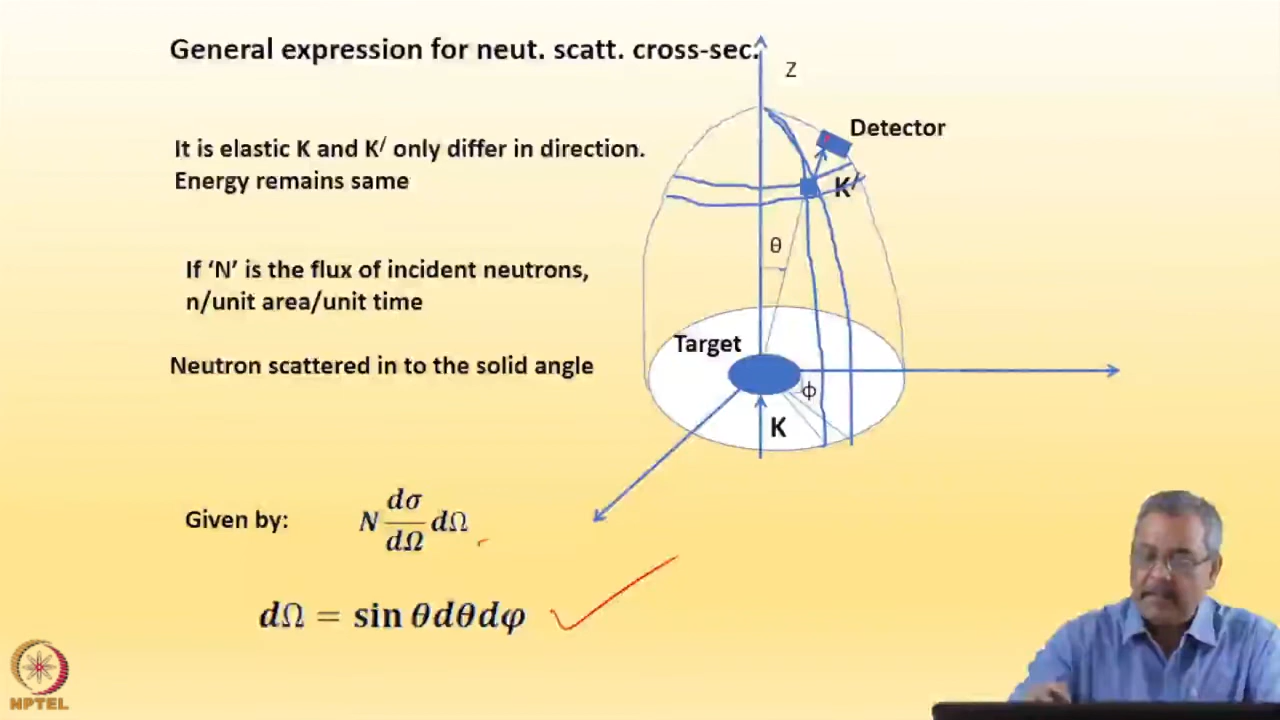 General expression for neut. scatt. cross-sec.
Z
Detector
It is elastic K and K/ only differ in direction.
Energy remains same
K/
θ
If ‘N’ is the flux of incident neutrons,
n/unit area/unit time
Target
Neutron scattered in to the solid angle
ϕ
K
Given by: N dσ/dΩ dΩ
dΩ = sin θdθdφ
NPTEL